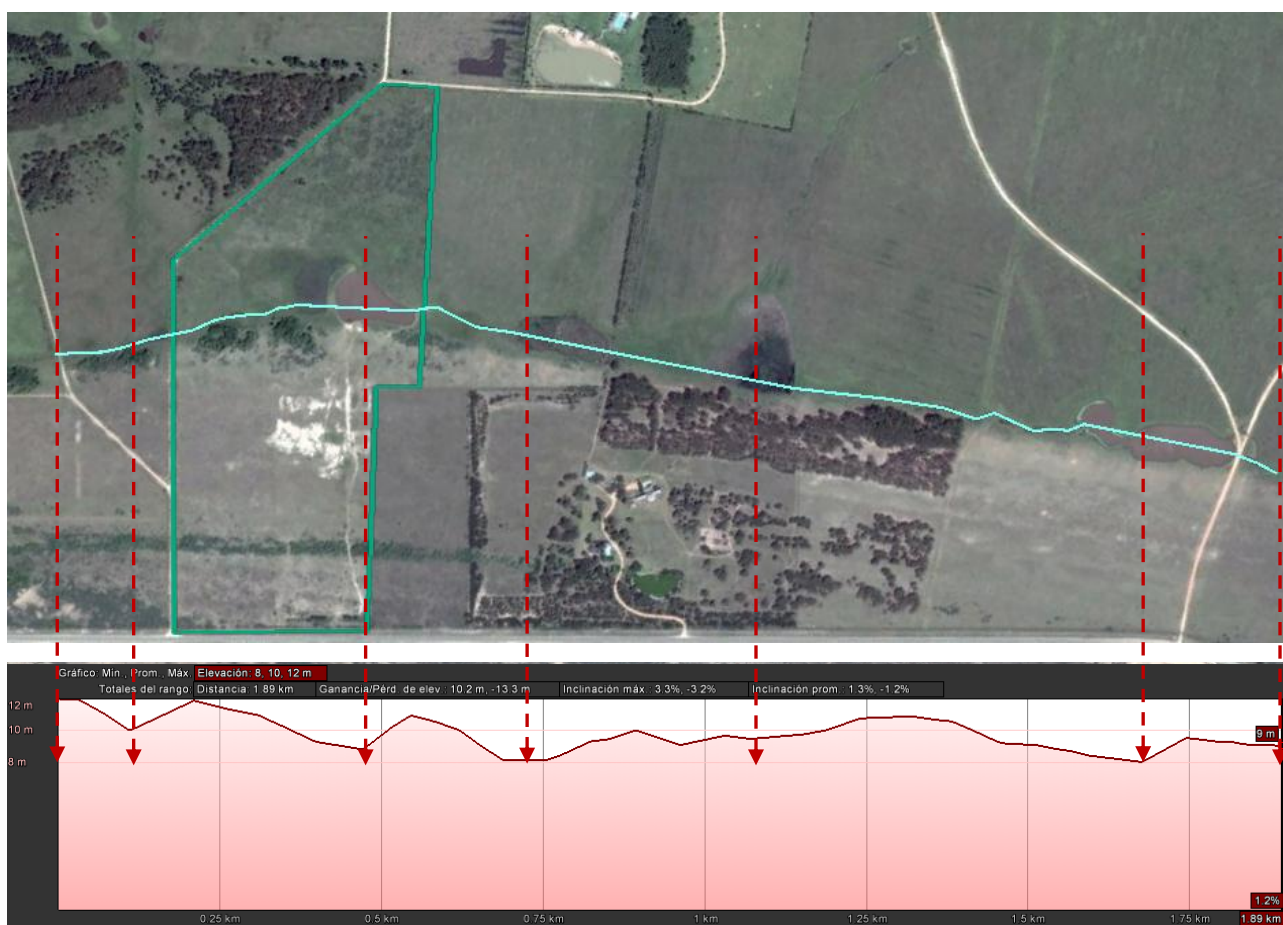 Gráfico: Min., Prom., Máx. Elevación: 8, 10, 12 m
Totales del rango: Distancia: 1.89 km Ganancia/Pérd. de elev.: 10.2 m, -13.3 m Inclinación máx.: 3.3%, -3.2% Inclinación prom.: 1.3%, -1.2%
12 m
10 m
9 m
8 m
1.2%
0.25 km 0.5 km 0.75 km 1 km 1.25 km 1.5 km 1.75 km 1.89 km